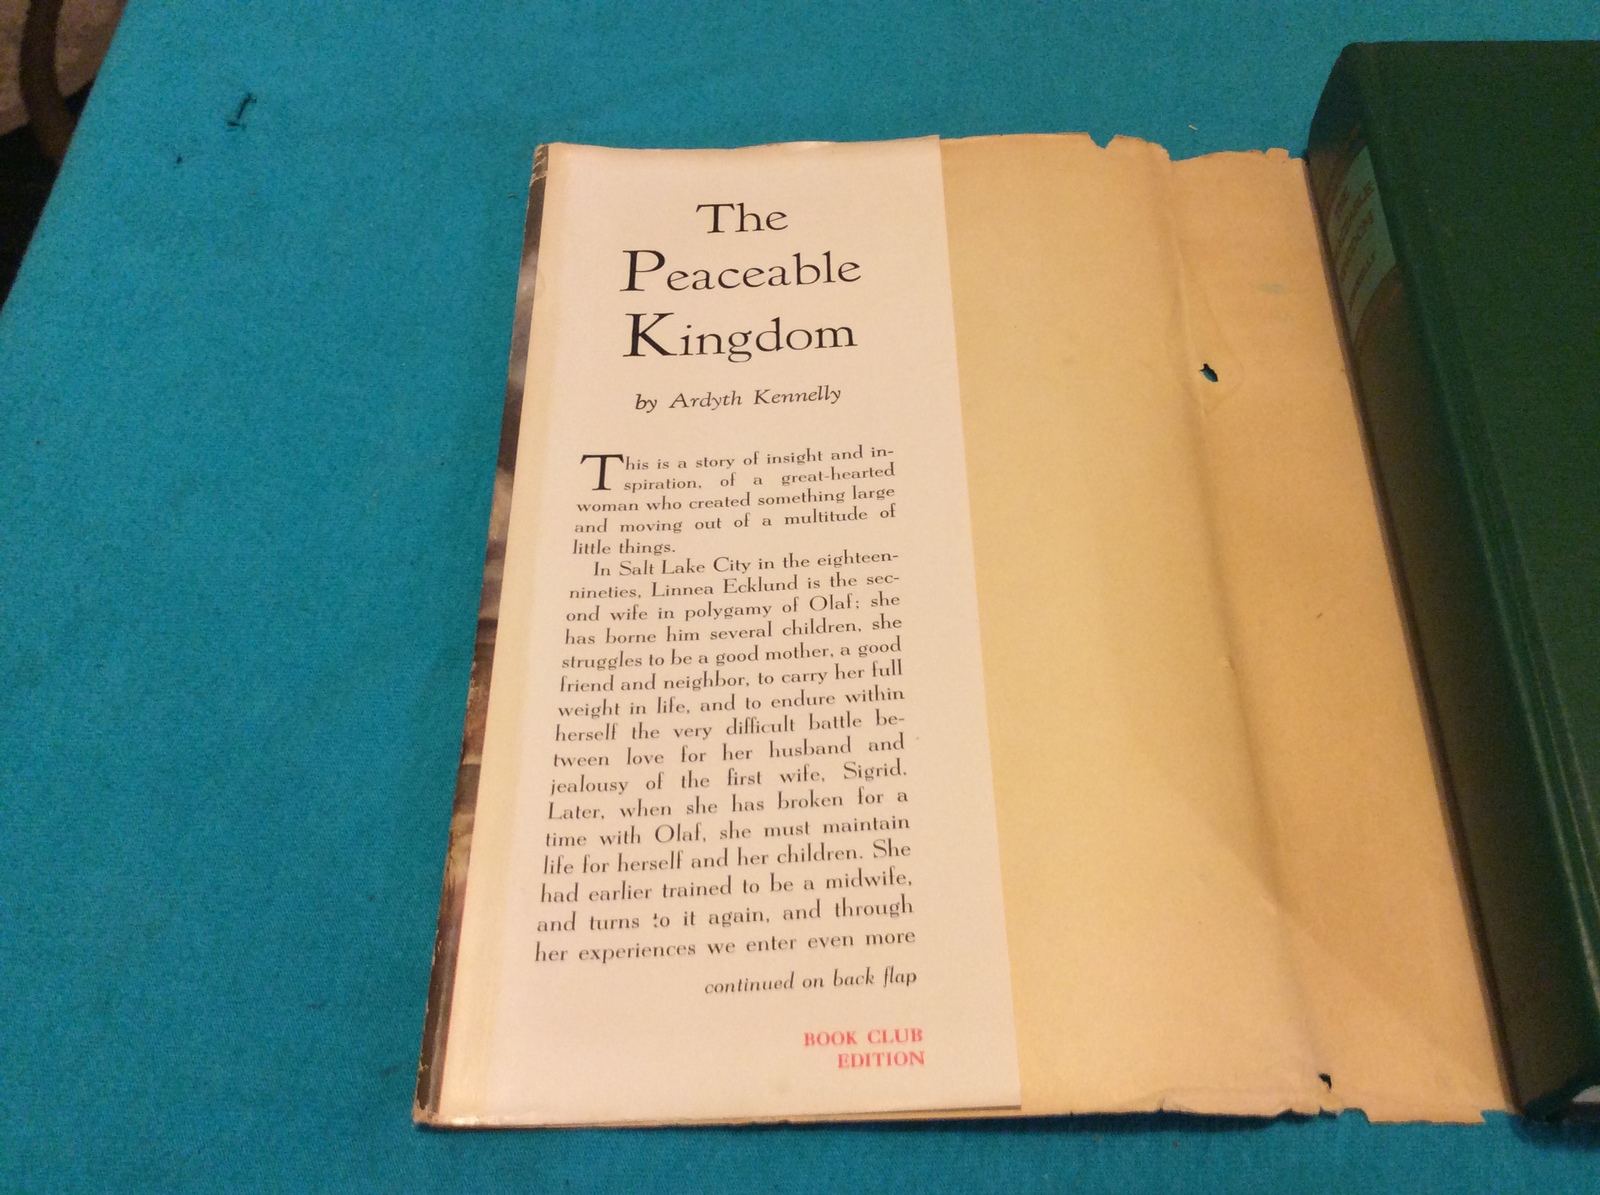 The
Peaceable
Kingdom
by Ardyth Kennelly
This is a story of insight and in-
spiration, of a great-hearted
woman who created something large
and moving out of a multitude of
little things.
In Salt Lake City in the eighteen-
nineties, Linnea Ecklund is the sec-
ond wife in polygamy of Olaf; she
has borne him several children, she
struggles to be a good mother, a good
friend and neighbor, to carry her full
weight in life, and to endure within
herself the very difficult battle be-
tween love for her husband and
jealousy of the first wife, Sigrid.
Later, when she has broken for a
time with Olaf, she must maintain
life for herself and her children. She
had earlier trained to be a midwife,
and turns to it again, and through
her experiences we enter even more
continued on back flap
BOOK CLUB
EDITION